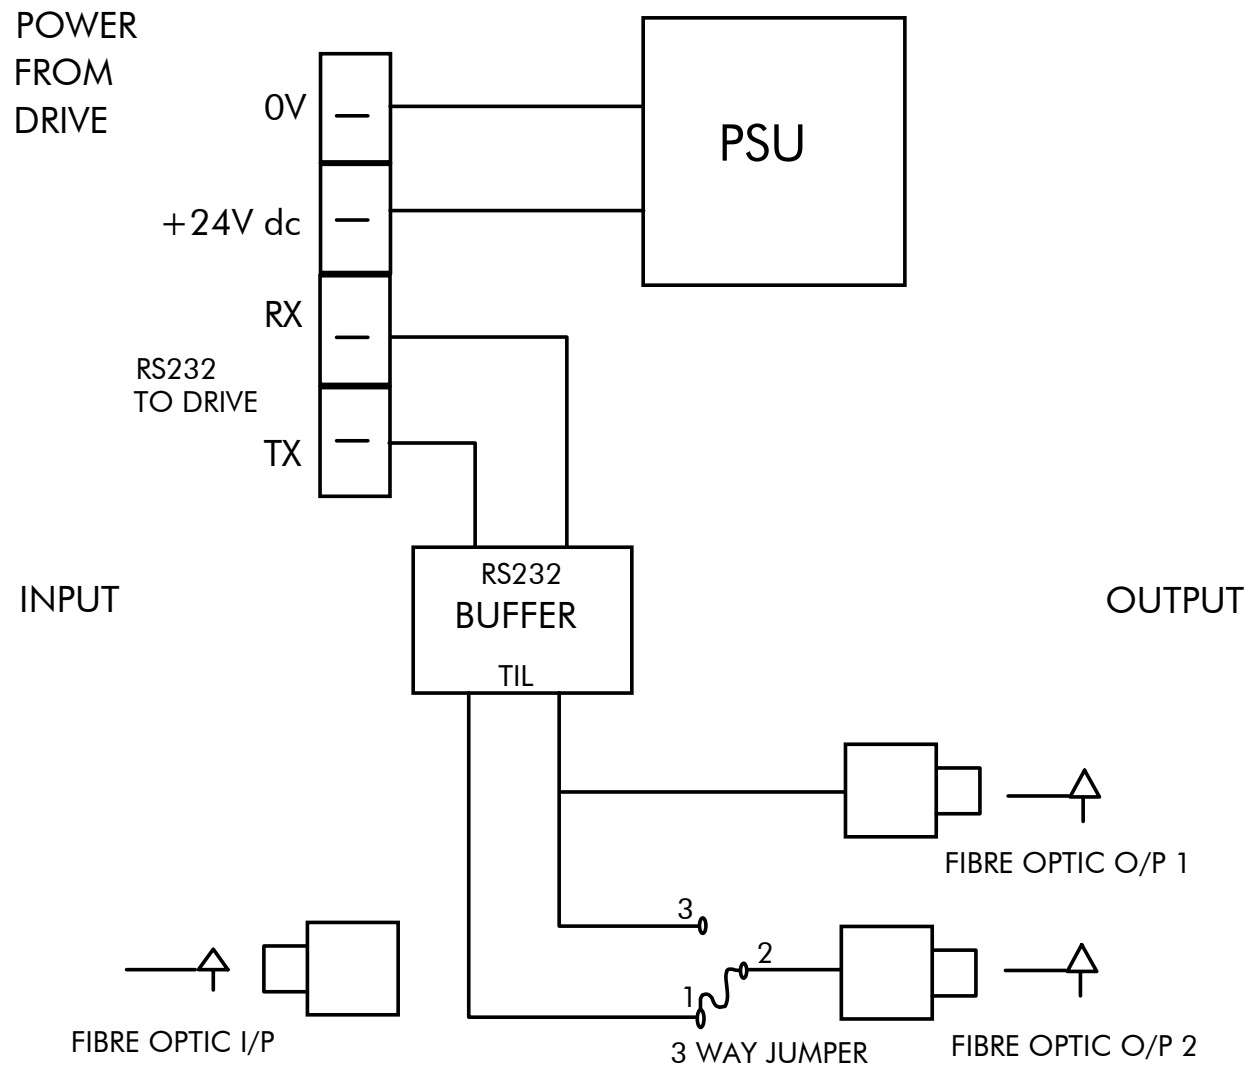 POWER
FROM
DRIVE
0V
PSU
+24V dc
RX
RS232
TO DRIVE
TX
RS232
BUFFER
TIL
INPUT
OUTPUT
FIBRE OPTIC O/P 1
3
2
1
FIBRE OPTIC I/P
3 WAY JUMPER
FIBRE OPTIC O/P 2